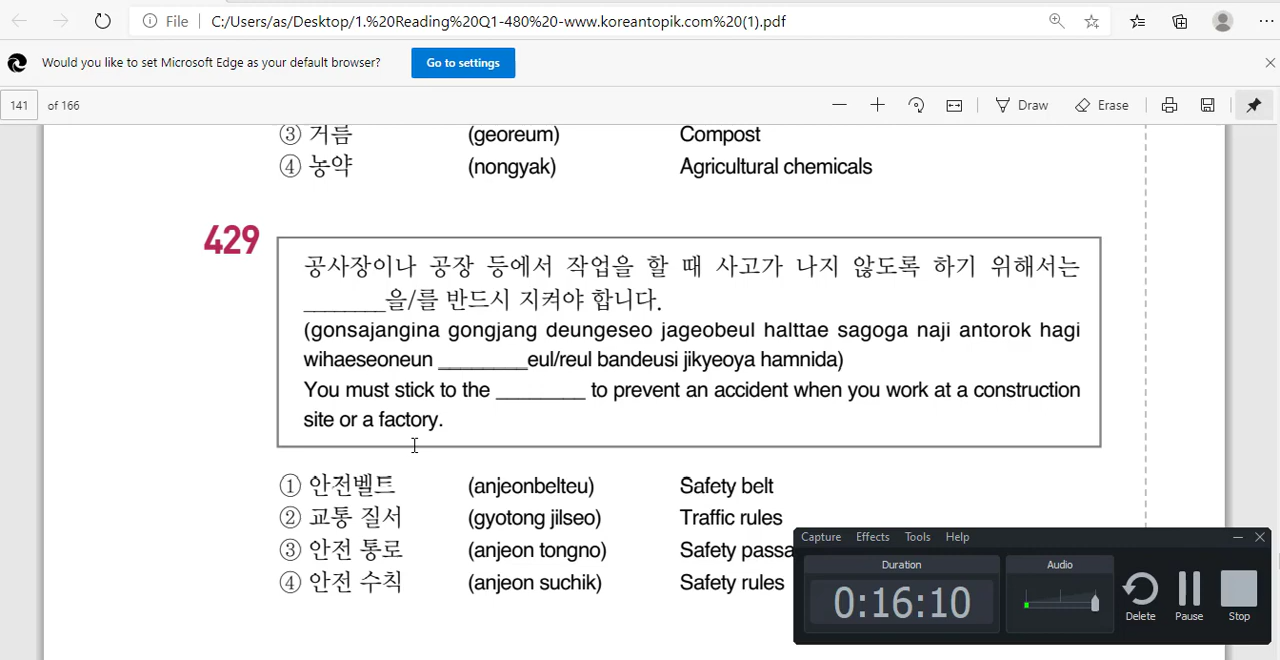 File C:/Users/as/Desktop/1.%20Reading%20Q1-480%20-www.koreantopik.com%20(1).pdf
Would you like to set Microsoft Edge as your default browser? Go to settings
141 of 166 Draw Erase
③ 거름 (georeum) Compost
④ 농약 (nongyak) Agricultural chemicals
429
공사장이나 공장 등에서 작업을 할 때 사고가 나지 않도록 하기 위해서는
________을/를 반드시 지켜야 합니다.
(gonsajangina gongjang deungeseo jageobeul halttae sagoga naji antorok hagi
wihaeseoneun ________eul/reul bandeusi jikyeoya hamnida)
You must stick to the ________ to prevent an accident when you work at a construction
site or a factory.
① 안전벨트 (anjeonbelteu) Safety belt
② 교통 질서 (gyotong jilseo) Traffic rules
③ 안전 통로 (anjeon tongno) Safety passa
④ 안전 수칙 (anjeon suchik) Safety rules
Capture Effects Tools Help
Duration Audio
0:16:10
Delete Pause Stop